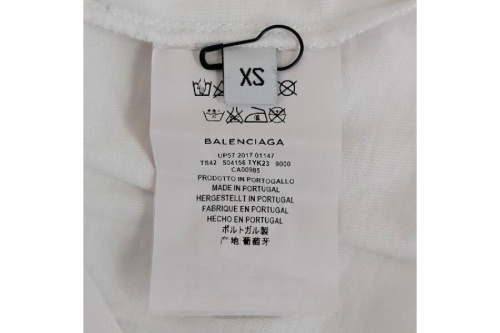 XS
BALENCIAGA
UP57 2017 01147
TS42 504156 TYK23 9000
CA00985
PRODOTTO IN PORTOGALLO
MADE IN PORTUGAL
HERGESTELLT IN PORTUGAL
FABRIQUE EN PORTUGAL
HECHO EN PORTUGAL
ポルトガル製
产地:葡萄牙